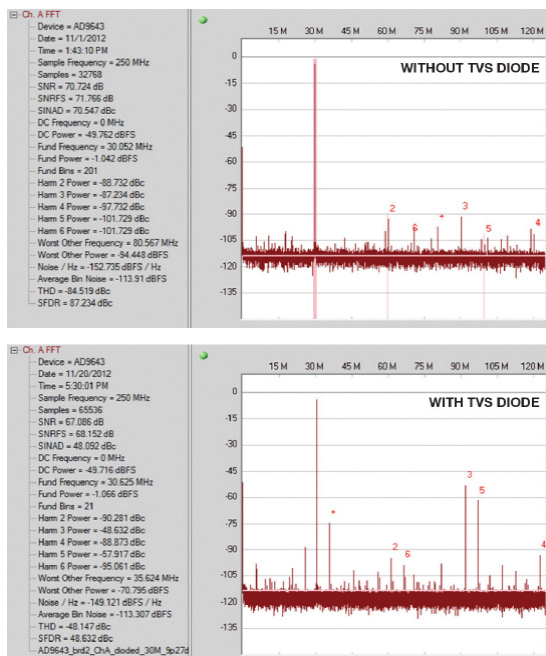 Ch. A FFT
Device = AD9643
Date = 11/1/2012
Time = 1:43:10 PM
Sample Frequency = 250 MHz
Samples = 32768
SNR = 70.724 dB
SNRFS = 71.766 dB
SINAD = 70.547 dBc
DC Frequency = 0 MHz
DC Power = -49.762 dBFS
Fund Frequency = 30.052 MHz
Fund Power = -1.042 dBFS
Fund Bins = 201
Harm 2 Power = -88.732 dBc
Harm 3 Power = -87.234 dBc
Harm 4 Power = -97.732 dBc
Harm 5 Power = -101.729 dBc
Harm 6 Power = -101.729 dBc
Worst Other Frequency = 80.567 MHz
Worst Other Power = -94.448 dBFS
Noise / Hz = -152.735 dBFS / Hz
Average Bin Noise = -113.91 dBFS
THD = -84.519 dBc
SFDR = 87.234 dBc
15 M 30 M 45 M 60 M 75 M 90 M 105 M 120 M
WITHOUT TVS DIODE
0
-15
-30
-45
-60
-75
-90
-105
-120
-135
2
6
+
3
5
4
Ch. A FFT
Device = AD9643
Date = 11/20/2012
Time = 5:30:01 PM
Sample Frequency = 250 MHz
Samples = 65536
SNR = 67.086 dB
SNRFS = 68.152 dB
SINAD = 48.092 dBc
DC Frequency = 0 MHz
DC Power = -49.716 dBFS
Fund Frequency = 30.625 MHz
Fund Power = -1.066 dBFS
Fund Bins = 21
Harm 2 Power = -90.281 dBc
Harm 3 Power = -48.632 dBc
Harm 4 Power = -88.873 dBc
Harm 5 Power = -57.917 dBc
Harm 6 Power = -95.061 dBc
Worst Other Frequency = 35.624 MHz
Worst Other Power = -70.795 dBFS
Noise / Hz = -149.121 dBFS / Hz
Average Bin Noise = -113.307 dBFS
THD = -48.147 dBc
SFDR = 48.632 dBc
AD9643_brd2_ChA_dioded_30M_9p27d
15 M 30 M 45 M 60 M 75 M 90 M 105 M 120 M
WITH TVS DIODE
0
-15
-30
-45
-60
-75
-90
-105
-120
-135
+
2
6
3
5
4